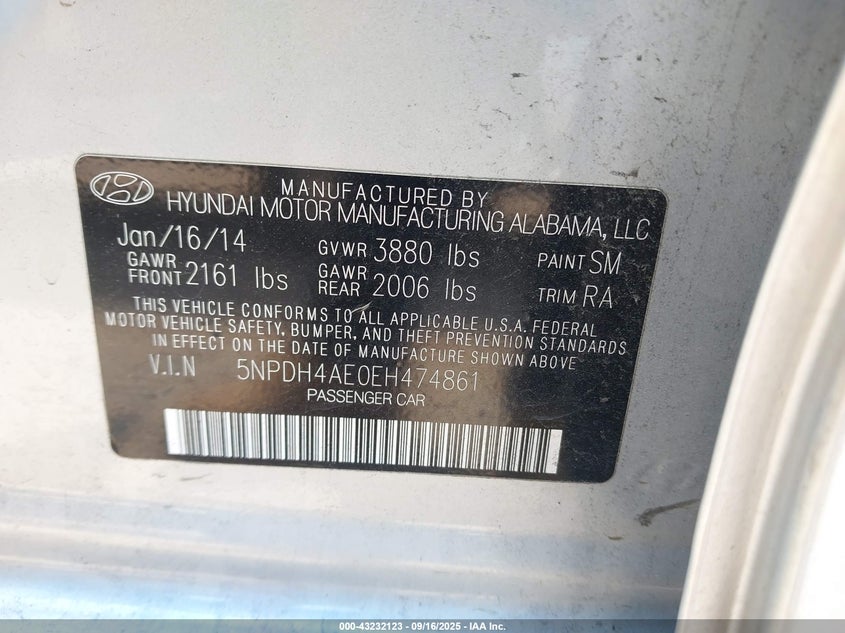 MANUFACTURED BY
HYUNDAI MOTOR MANUFACTURING ALABAMA, LLC
Jan/16/14 GVWR 3880 lbs PAINT SM
GAWR FRONT 2161 lbs GAWR REAR 2006 lbs TRIM RA
THIS VEHICLE CONFORMS TO ALL APPLICABLE U.S.A. FEDERAL
MOTOR VEHICLE SAFETY, BUMPER, AND THEFT PREVENTION STANDARDS
IN EFFECT ON THE DATE OF MANUFACTURE SHOWN ABOVE
V.I.N 5NPDH4AE0EH474861
PASSENGER CAR
000-43232123 - 09/16/2025 - IAA Inc.